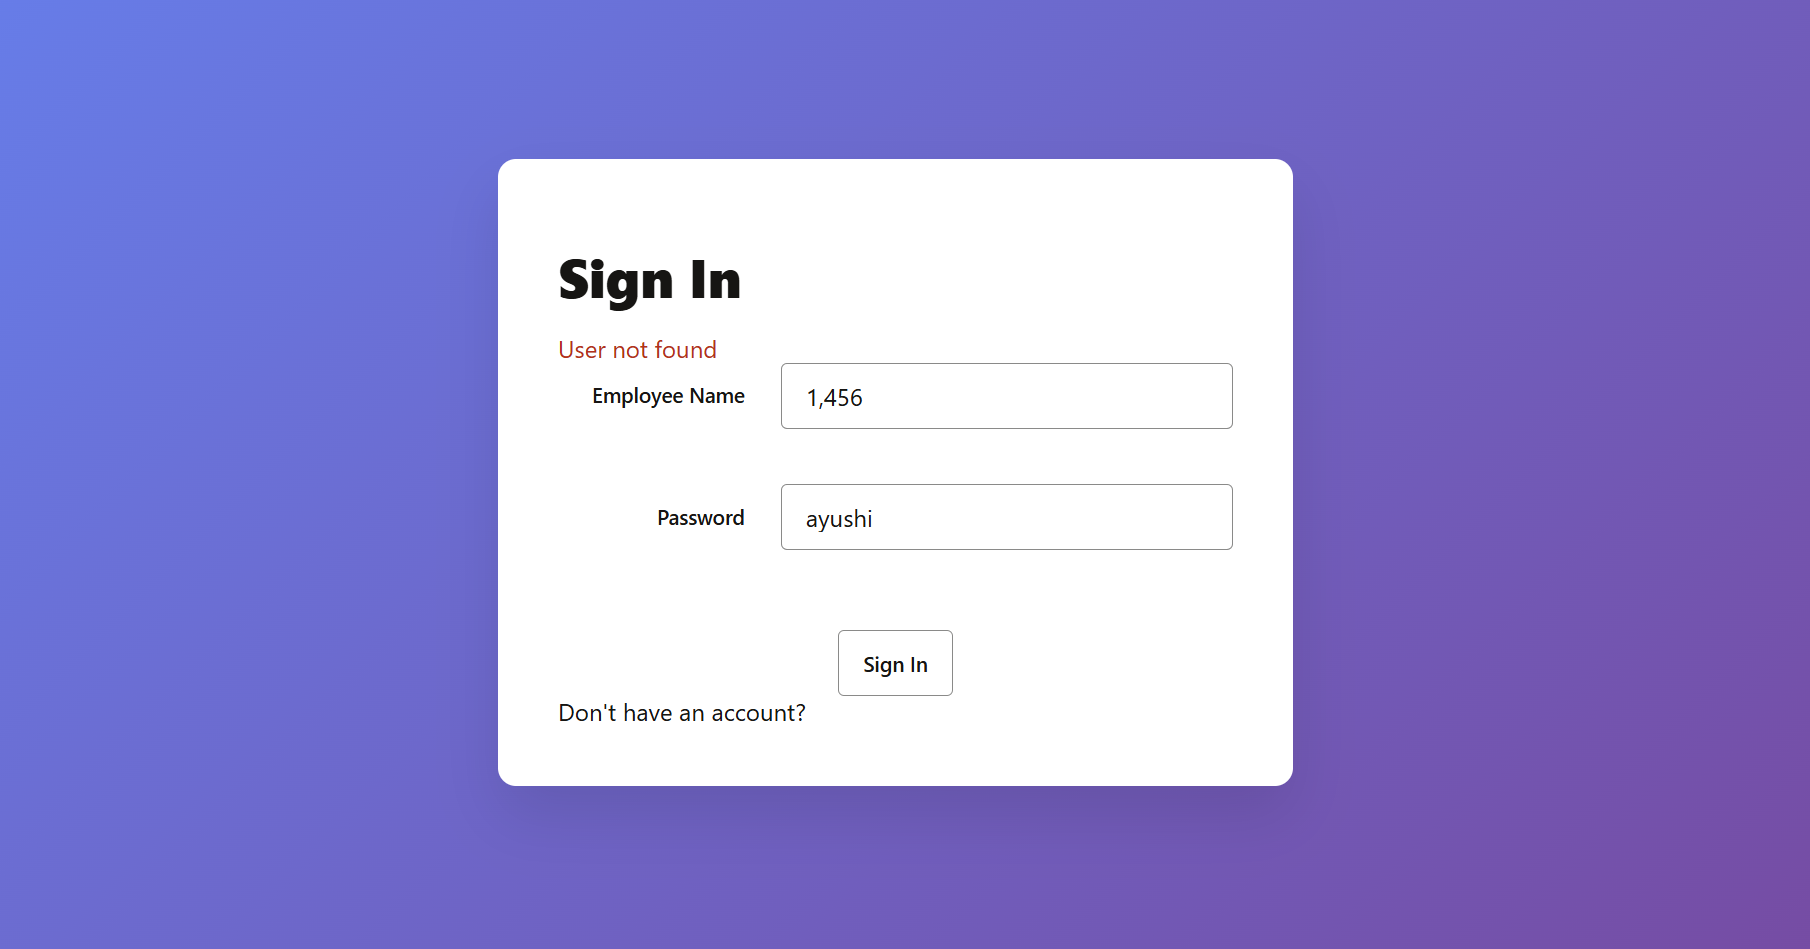 Sign In
User not found
Employee Name 1,456
Password ayushi
Sign In
Don't have an account?